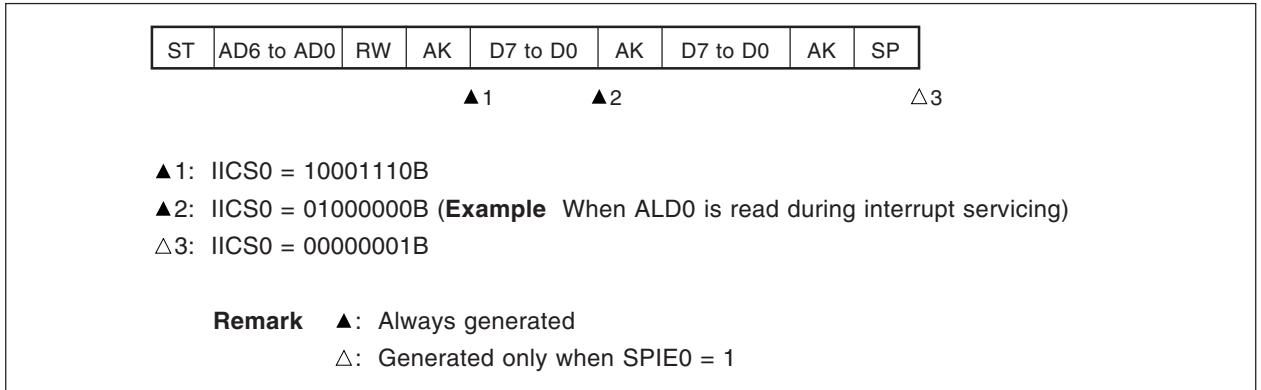 ST AD6 to AD0 RW AK D7 to D0 AK D7 to D0 AK SP
▲1 ▲2 △3
▲1: IICS0 = 10001110B
▲2: IICS0 = 01000000B (Example When ALD0 is read during interrupt servicing)
△3: IICS0 = 00000001B
Remark ▲: Always generated
△: Generated only when SPIE0 = 1